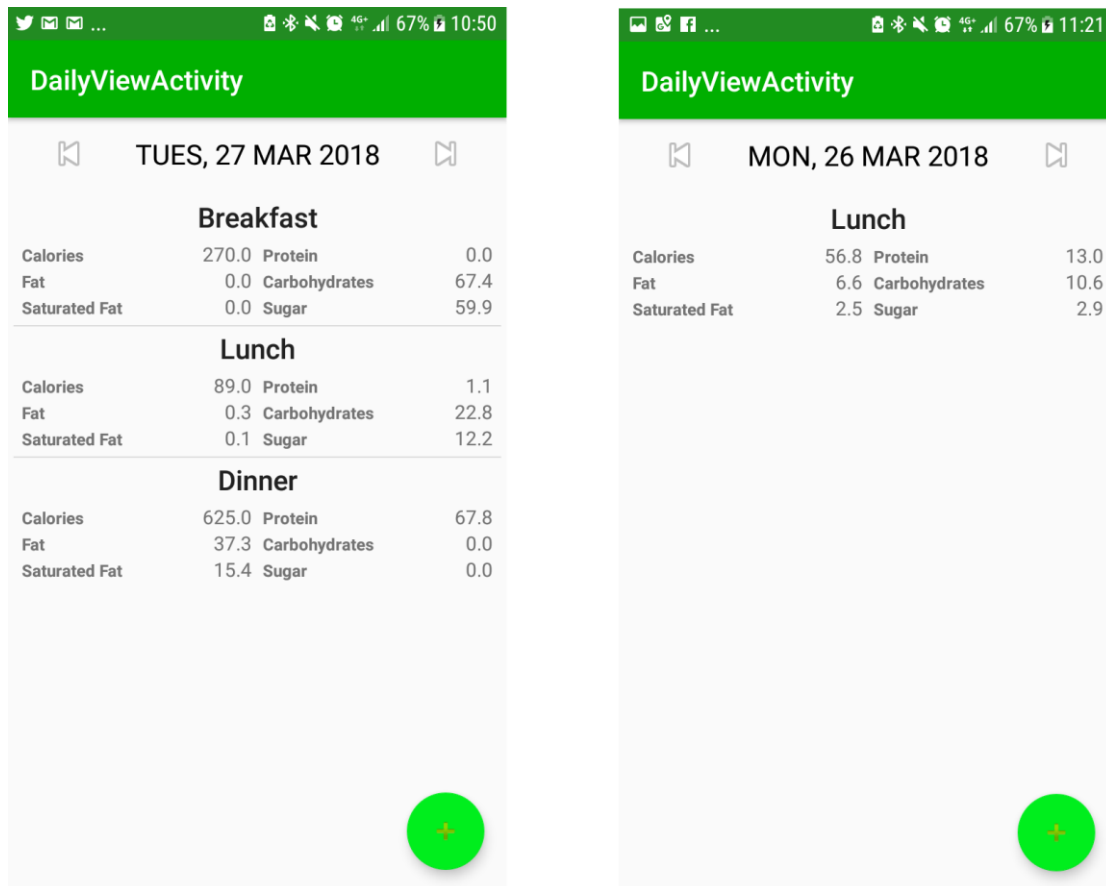 ... 4G+ 67% 10:50
DailyViewActivity
TUES, 27 MAR 2018
Breakfast
Calories 270.0 Protein 0.0
Fat 0.0 Carbohydrates 67.4
Saturated Fat 0.0 Sugar 59.9
Lunch
Calories 89.0 Protein 1.1
Fat 0.3 Carbohydrates 22.8
Saturated Fat 0.1 Sugar 12.2
Dinner
Calories 625.0 Protein 67.8
Fat 37.3 Carbohydrates 0.0
Saturated Fat 15.4 Sugar 0.0
... 4G+ 67% 11:21
DailyViewActivity
MON, 26 MAR 2018
Lunch
Calories 56.8 Protein 13.0
Fat 6.6 Carbohydrates 10.6
Saturated Fat 2.5 Sugar 2.9